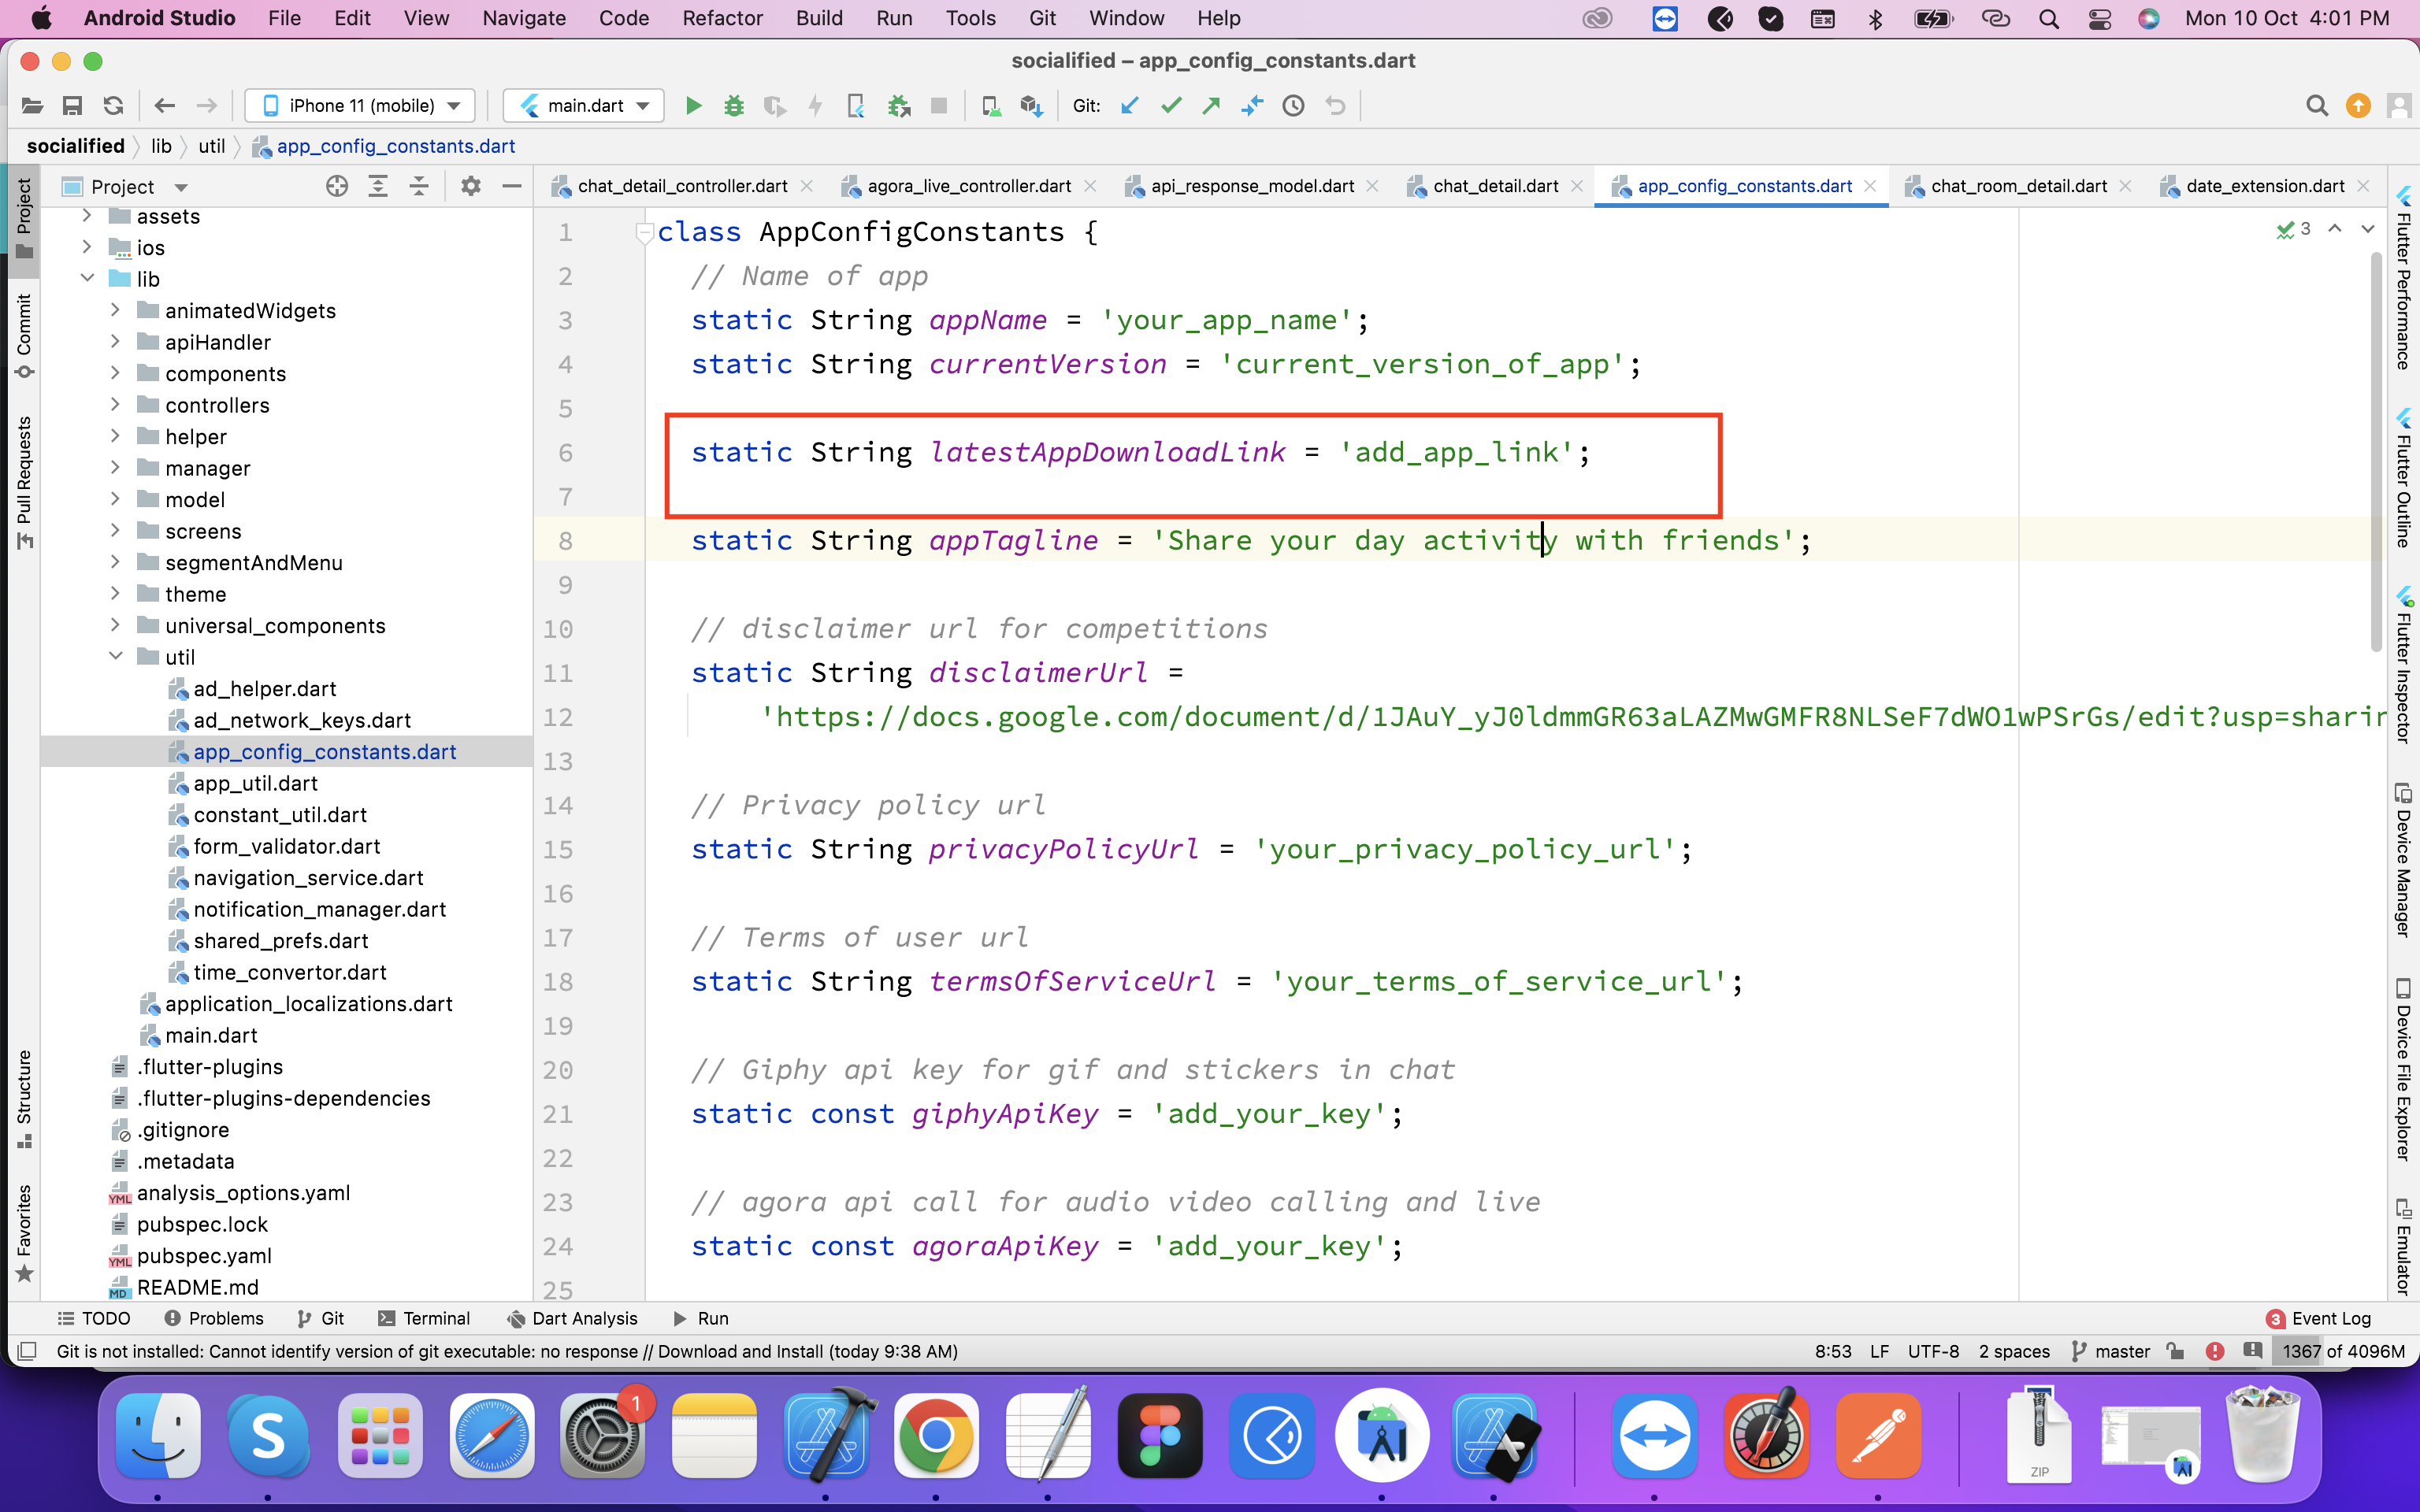 Android Studio File Edit View Navigate Code Refactor Build Run Tools Git Window Help Mon 10 Oct 4:01 PM
socialified – app_config_constants.dart
iPhone 11 (mobile) main.dart Git:
socialified lib util app_config_constants.dart
Project chat_detail_controller.dart agora_live_controller.dart api_response_model.dart chat_detail.dart app_config_constants.dart chat_room_detail.dart date_extension.dart
Project
Commit
Pull Requests
Structure
Favorites
assets
ios
lib
animatedWidgets
apiHandler
components
controllers
helper
manager
model
screens
segmentAndMenu
theme
universal_components
util
ad_helper.dart
ad_network_keys.dart
app_config_constants.dart
app_util.dart
constant_util.dart
form_validator.dart
navigation_service.dart
notification_manager.dart
shared_prefs.dart
time_convertor.dart
application_localizations.dart
main.dart
.flutter-plugins
.flutter-plugins-dependencies
.gitignore
.metadata
YML analysis_options.yaml
pubspec.lock
YML pubspec.yaml
MD README.md
3
1 class AppConfigConstants {
2 // Name of app
3 static String appName = 'your_app_name';
4 static String currentVersion = 'current_version_of_app';
5
6 static String latestAppDownloadLink = 'add_app_link';
7
8 static String appTagline = 'Share your day activity with friends';
9
10 // disclaimer url for competitions
11 static String disclaimerUrl =
12 'https://docs.google.com/document/d/1JAuY_yJ0ldmmGR63aLAZMwGMFR8NLSeF7dWO1wPSrGs/edit?usp=sharir
13
14 // Privacy policy url
15 static String privacyPolicyUrl = 'your_privacy_policy_url';
16
17 // Terms of user url
18 static String termsOfServiceUrl = 'your_terms_of_service_url';
19
20 // Giphy api key for gif and stickers in chat
21 static const giphyApiKey = 'add_your_key';
22
23 // agora api call for audio video calling and live
24 static const agoraApiKey = 'add_your_key';
25
Flutter Performance
Flutter Outline
Flutter Inspector
Device Manager
Device File Explorer
Emulator
TODO Problems Git Terminal Dart Analysis Run 3 Event Log
Git is not installed: Cannot identify version of git executable: no response // Download and Install (today 9:38 AM) 8:53 LF UTF-8 2 spaces master 1367 of 4096M
1
ZIP